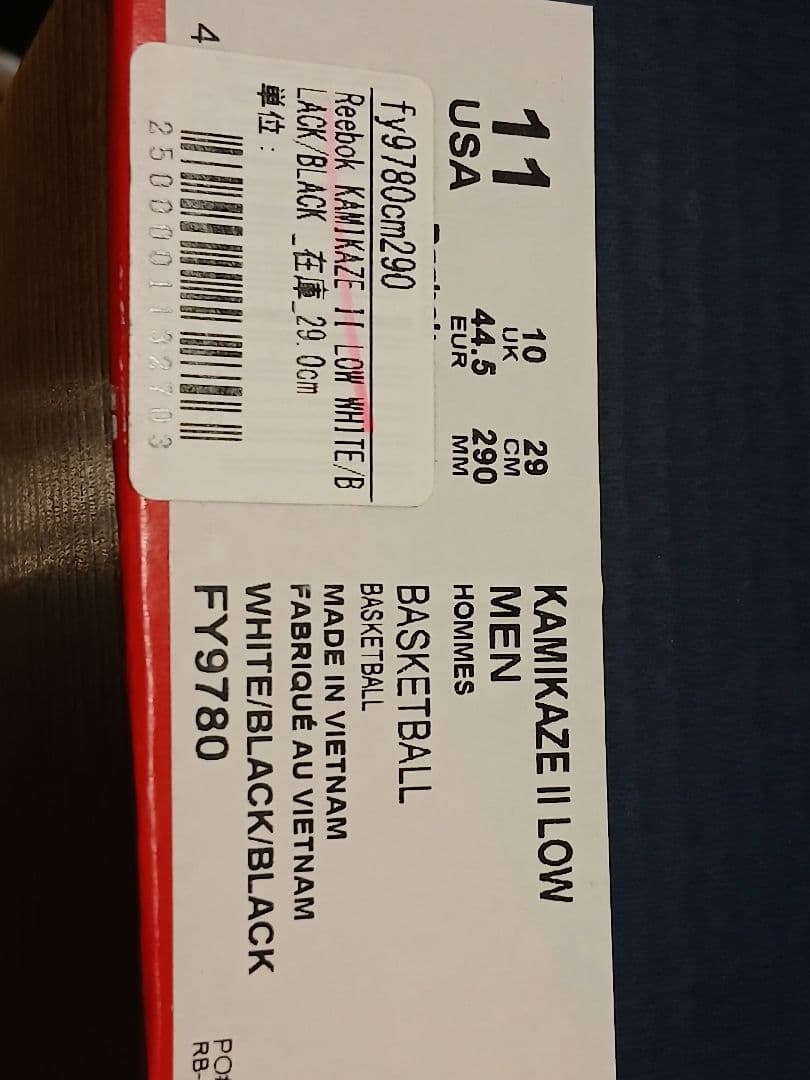 11
USA
10
UK
29
CM
44.5
EUR
290
MM
fy9780cm290
Reebok KAMIKAZE II LOW WHITE/B
LACK/BLACK _在庫_29.0cm
単位:
2500001132703
4
KAMIKAZE II LOW
MEN
HOMMES
BASKETBALL
BASKETBALL
MADE IN VIETNAM
FABRIQUÉ AU VIETNAM
WHITE/BLACK/BLACK
FY9780
PO#
RB-